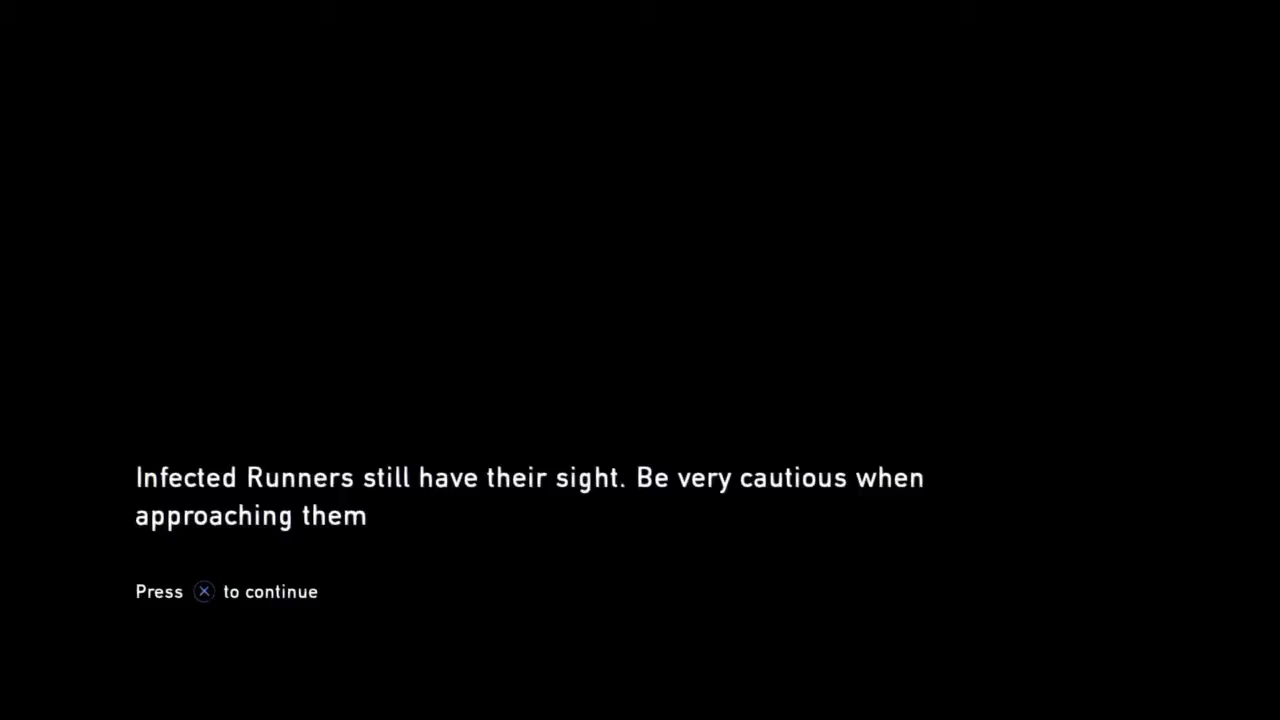 Infected Runners still have their sight. Be very cautious when
approaching them
Press ⓧ to continue